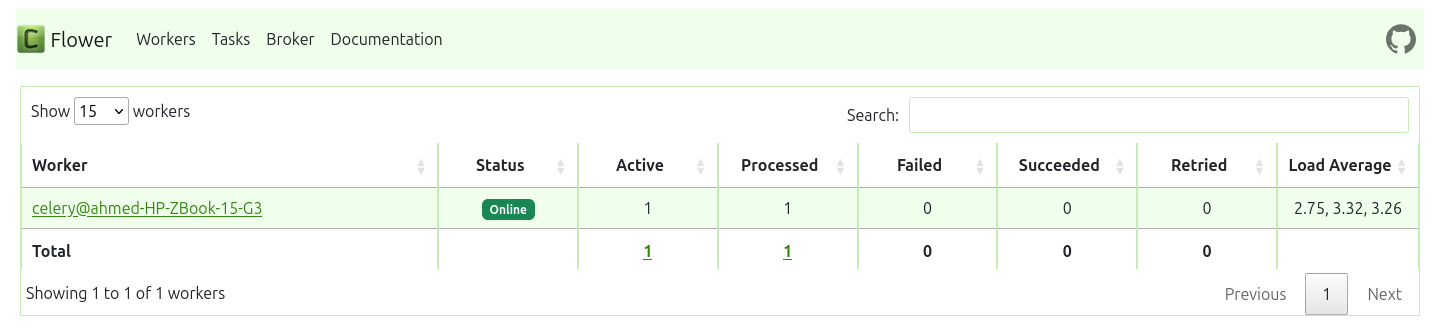 C Flower Workers Tasks Broker Documentation
Show 15 workers Search:
Worker Status Active Processed Failed Succeeded Retried Load Average
celery@ahmed-HP-ZBook-15-G3 Online 1 1 0 0 0 2.75, 3.32, 3.26
Total 1 1 0 0 0
Showing 1 to 1 of 1 workers Previous 1 Next